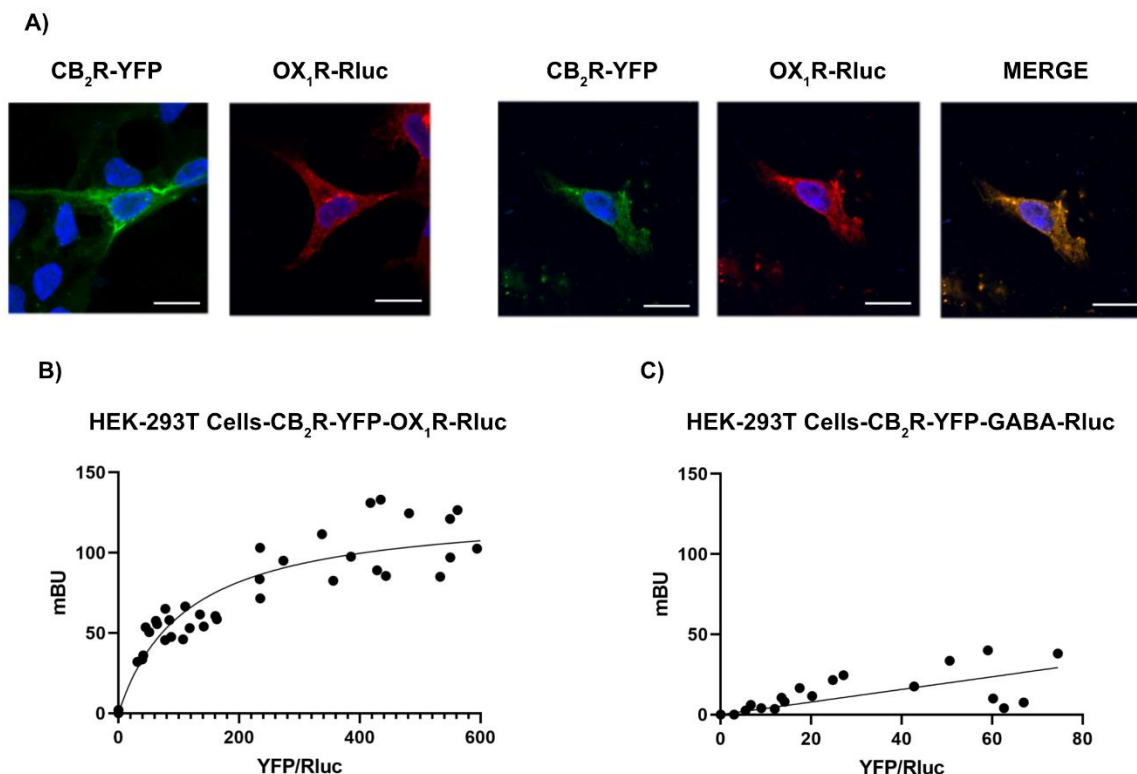 A)
CB₂R-YFP
OX₁R-Rluc
CB₂R-YFP
OX₁R-Rluc
MERGE
B)
HEK-293T Cells-CB₂R-YFP-OX₁R-Rluc
150
100
50
0
mBU
0 200 400 600
YFP/Rluc
C)
HEK-293T Cells-CB₂R-YFP-GABA-Rluc
150
100
50
0
mBU
0 20 40 60 80
YFP/Rluc